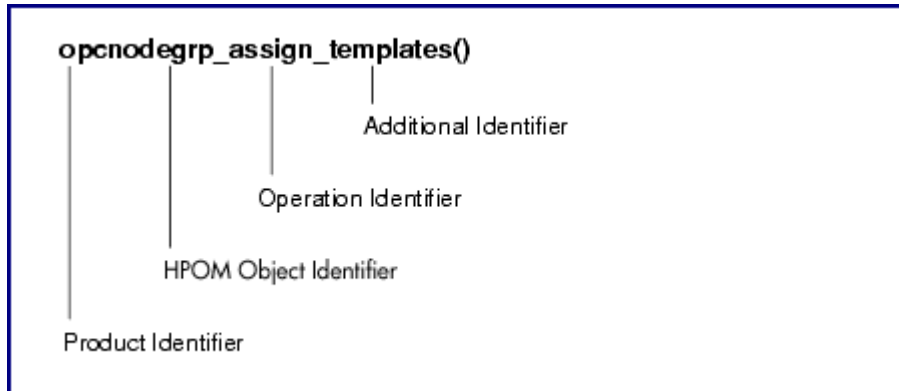 opcnodegrp_assign_templates()
Additional Identifier
Operation Identifier
HPOM Object Identifier
Product Identifier